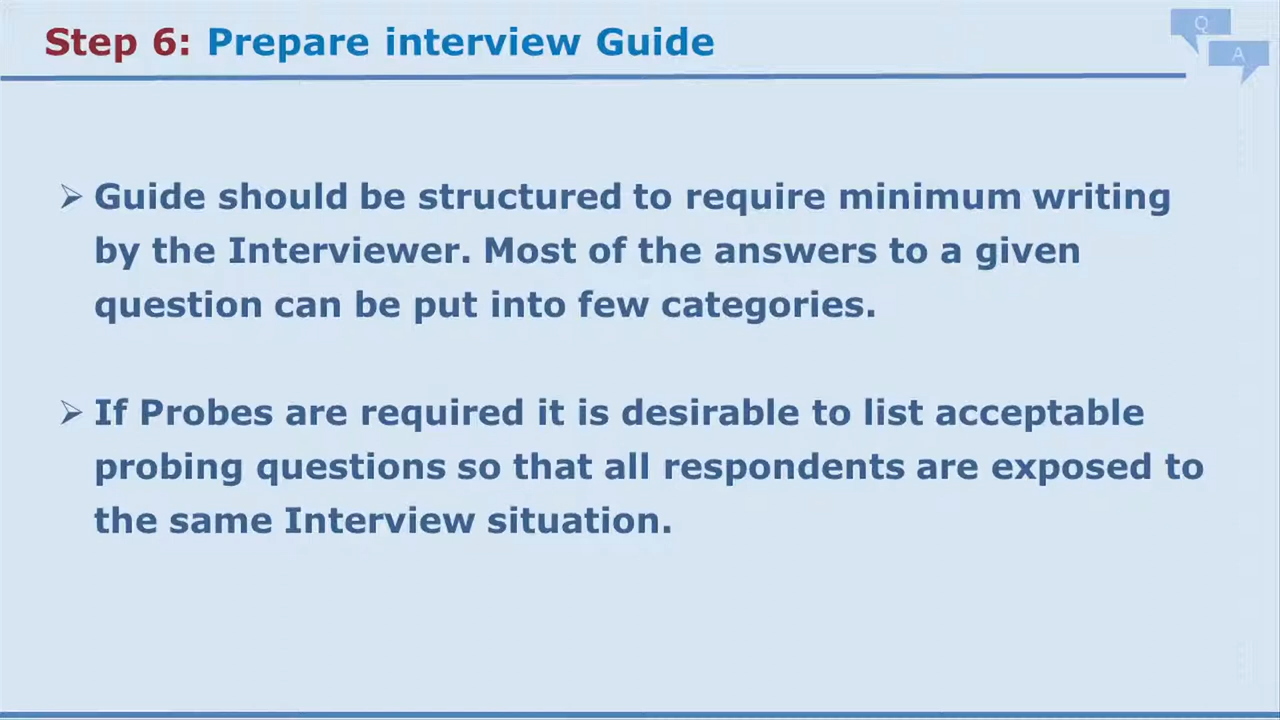 Step 6: Prepare interview Guide
Q
A
➢ Guide should be structured to require minimum writing
by the Interviewer. Most of the answers to a given
question can be put into few categories.
➢ If Probes are required it is desirable to list acceptable
probing questions so that all respondents are exposed to
the same Interview situation.